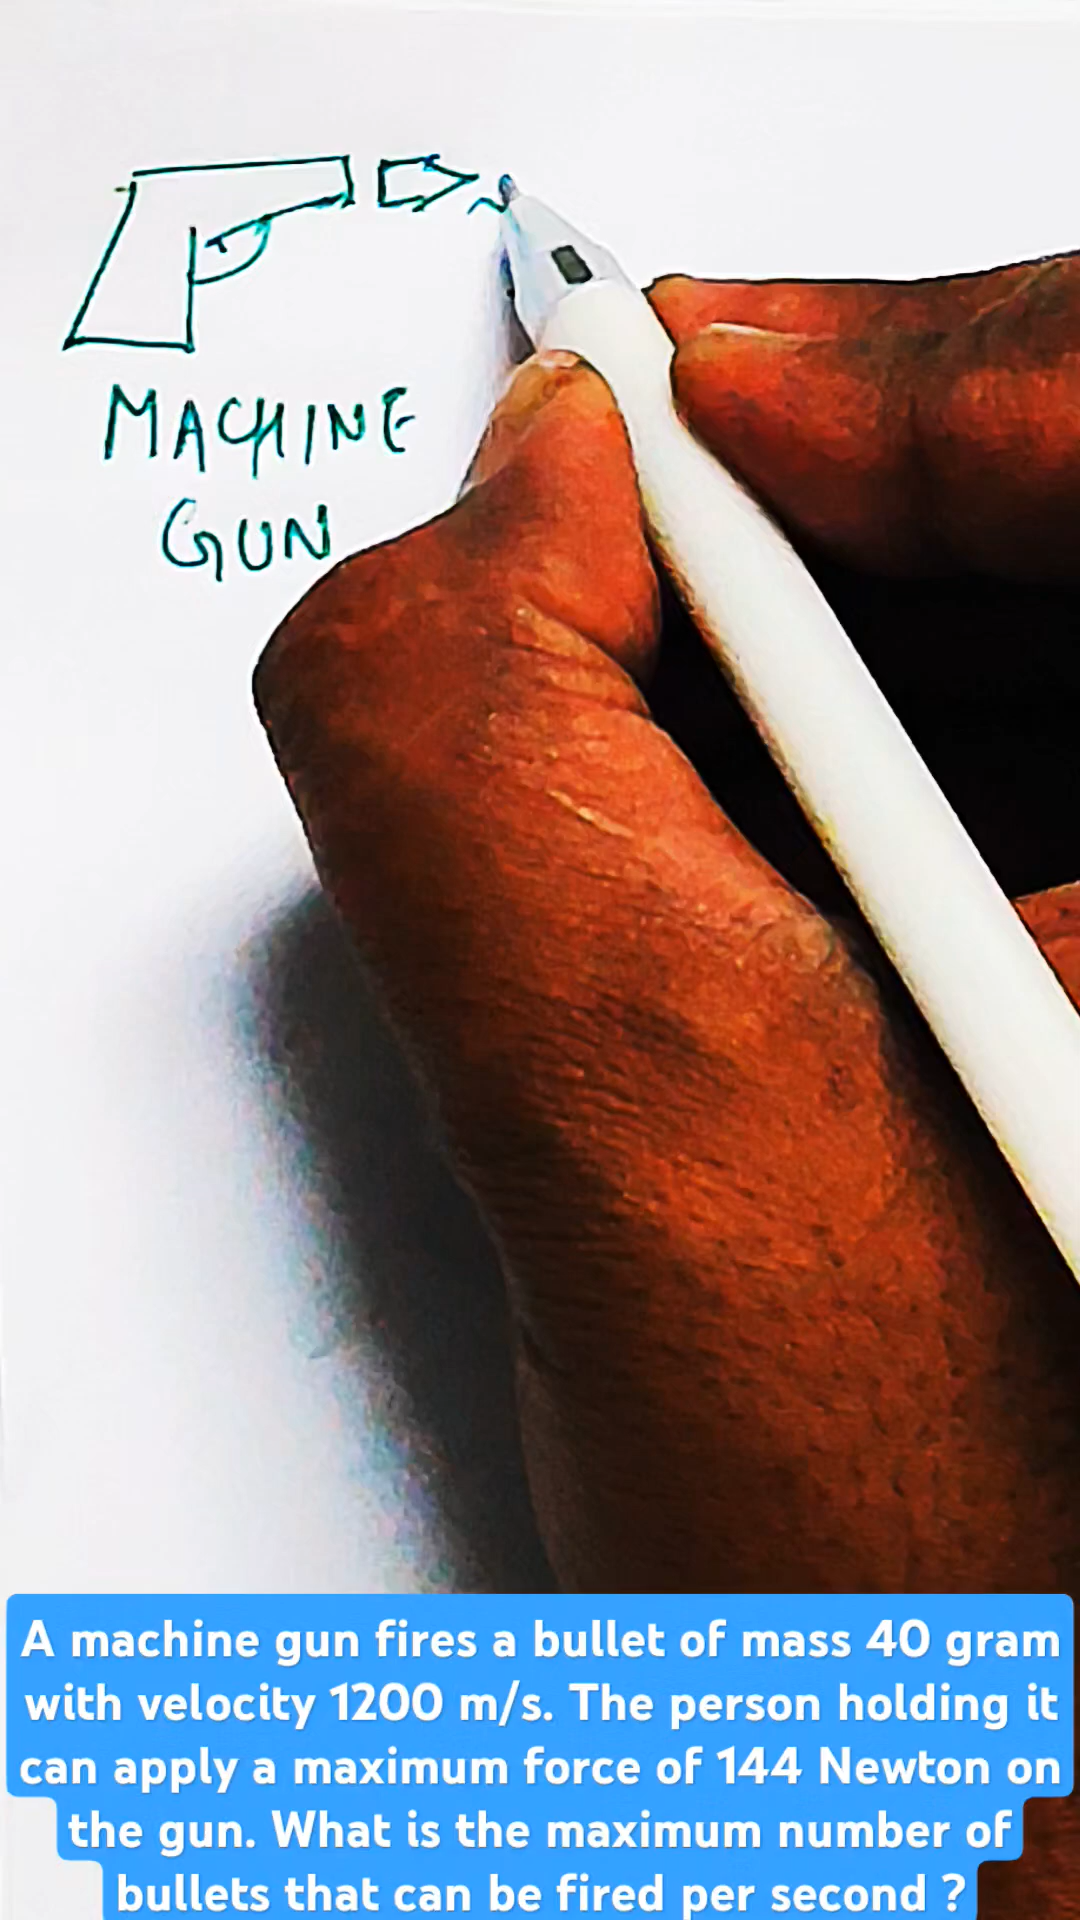 MACHINE
GUN
A machine gun fires a bullet of mass 40 gram
with velocity 1200 m/s. The person holding it
can apply a maximum force of 144 Newton on
the gun. What is the maximum number of
bullets that can be fired per second ?